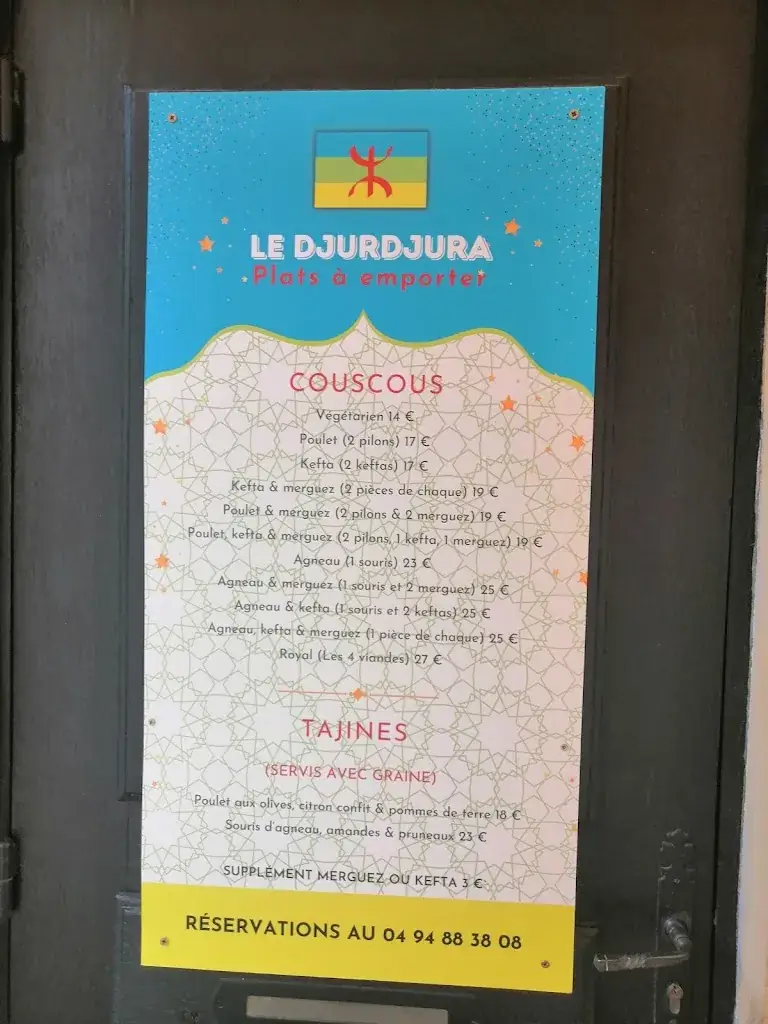 LE DJURDJURA
Plats à emporter
COUSCOUS
Végétarien 14 €
Poulet (2 pilons) 17 €
Kefta (2 keftas) 17 €
Kefta & merguez (2 pièces de chaque) 19 €
Poulet & merguez (2 pilons & 2 merguez) 19 €
Poulet, kefta & merguez (2 pilons, 1 kefta, 1 merguez) 19 €
Agneau (1 souris) 23 €
Agneau & merguez (1 souris et 2 merguez) 25 €
Agneau & kefta (1 souris et 2 keftas) 25 €
Agneau, kefta & merguez (1 pièce de chaque) 25 €
Royal (Les 4 viandes) 27 €
TAJINES
(SERVIS AVEC GRAINE)
Poulet aux olives, citron confit & pommes de terre 18 €
Souris d'agneau, amandes & pruneaux 23 €
SUPPLÉMENT MERGUEZ OU KEFTA 3 €
RÉSERVATIONS AU 04 94 88 38 08